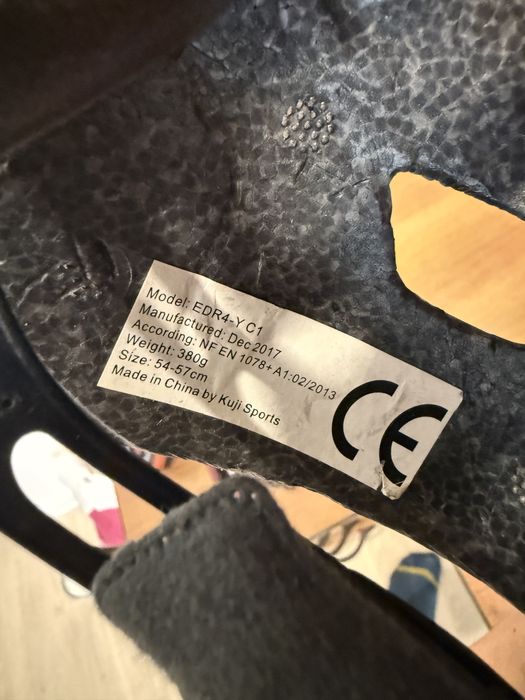 Model: EDR4-Y C1
Manufactured: Dec 2017
According: NF EN 1078+A1:02/2013
Weight: 380g
Size: 54-57cm
Made in China by Kuji Sports
CE